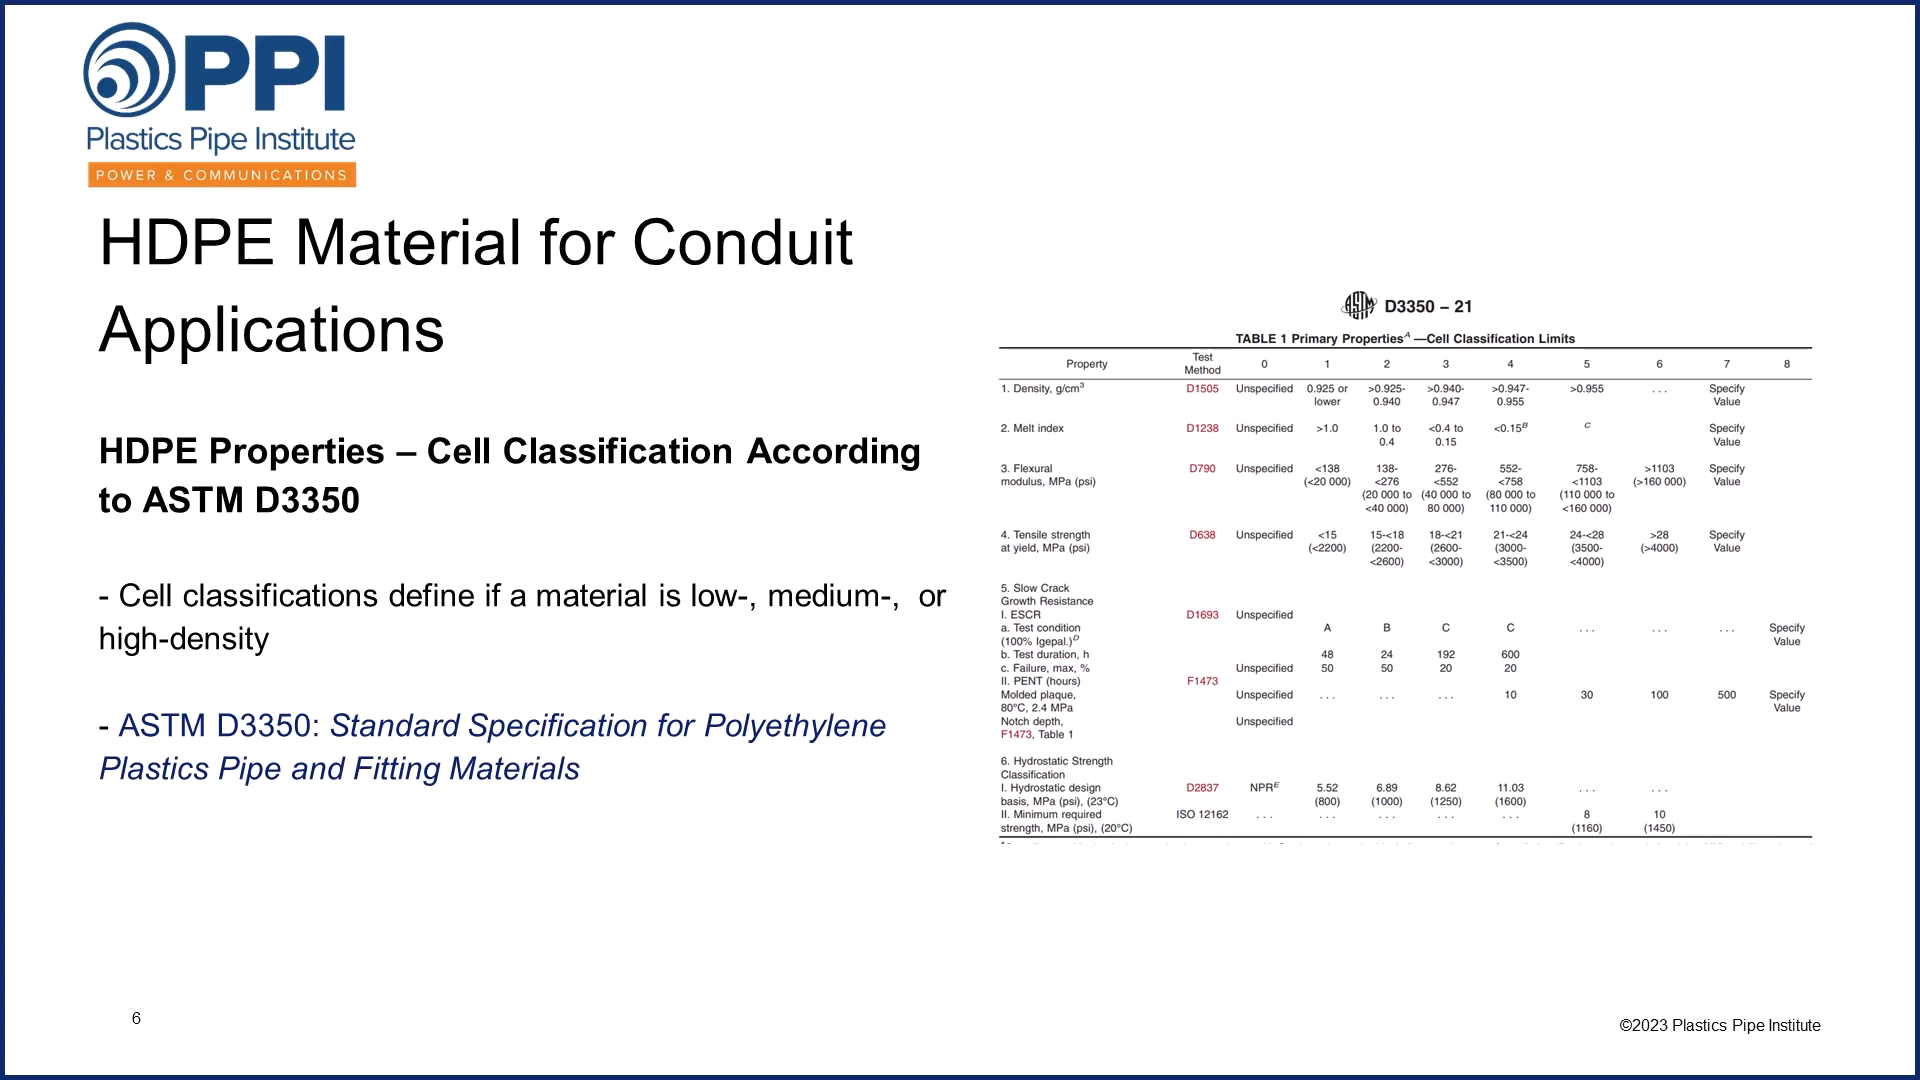 PPI
Plastics Pipe Institute
POWER & COMMUNICATIONS
HDPE Material for Conduit
Applications
HDPE Properties – Cell Classification According
to ASTM D3350
- Cell classifications define if a material is low-, medium-,  or
high-density
- ASTM D3350: Standard Specification for Polyethylene
Plastics Pipe and Fitting Materials
ASTM D3350 – 21
TABLE 1 Primary Properties^A —Cell Classification Limits
Property Test Method 0 1 2 3 4 5 6 7 8
1. Density, g/cm³ D1505 Unspecified 0.925 or lower >0.925-0.940 >0.940-0.947 >0.947-0.955 >0.955 . . . Specify Value
2. Melt index D1238 Unspecified >1.0 1.0 to 0.4 <0.4 to 0.15 <0.15^B C Specify Value
3. Flexural modulus, MPa (psi) D790 Unspecified <138 (<20 000) 138-<276 (20 000 to <40 000) 276-<552 (40 000 to 80 000) 552-<758 (80 000 to 110 000) 758-<1103 (110 000 to <160 000) >1103 (>160 000) Specify Value
4. Tensile strength at yield, MPa (psi) D638 Unspecified <15 (<2200) 15-<18 (2200-<2600) 18-<21 (2600-<3000) 21-<24 (3000-<3500) 24-<28 (3500-<4000) >28 (>4000) Specify Value
5. Slow Crack
Growth Resistance
I. ESCR D1693 Unspecified
a. Test condition (100% Igepal.)^D A B C C . . . . . . . . . Specify Value
b. Test duration, h 48 24 192 600
c. Failure, max, % Unspecified 50 50 20 20
II. PENT (hours) F1473
Molded plaque, 80°C, 2.4 MPa Unspecified . . . . . . . . . 10 30 100 500 Specify Value
Notch depth, Unspecified
F1473, Table 1
6. Hydrostatic Strength
Classification
I. Hydrostatic design basis, MPa (psi), (23°C) D2837 NPR^E 5.52 (800) 6.89 (1000) 8.62 (1250) 11.03 (1600) . . . . . .
II. Minimum required strength, MPa (psi), (20°C) ISO 12162 . . . . . . . . . . . . . . . 8 (1160) 10 (1450)
6
©2023 Plastics Pipe Institute